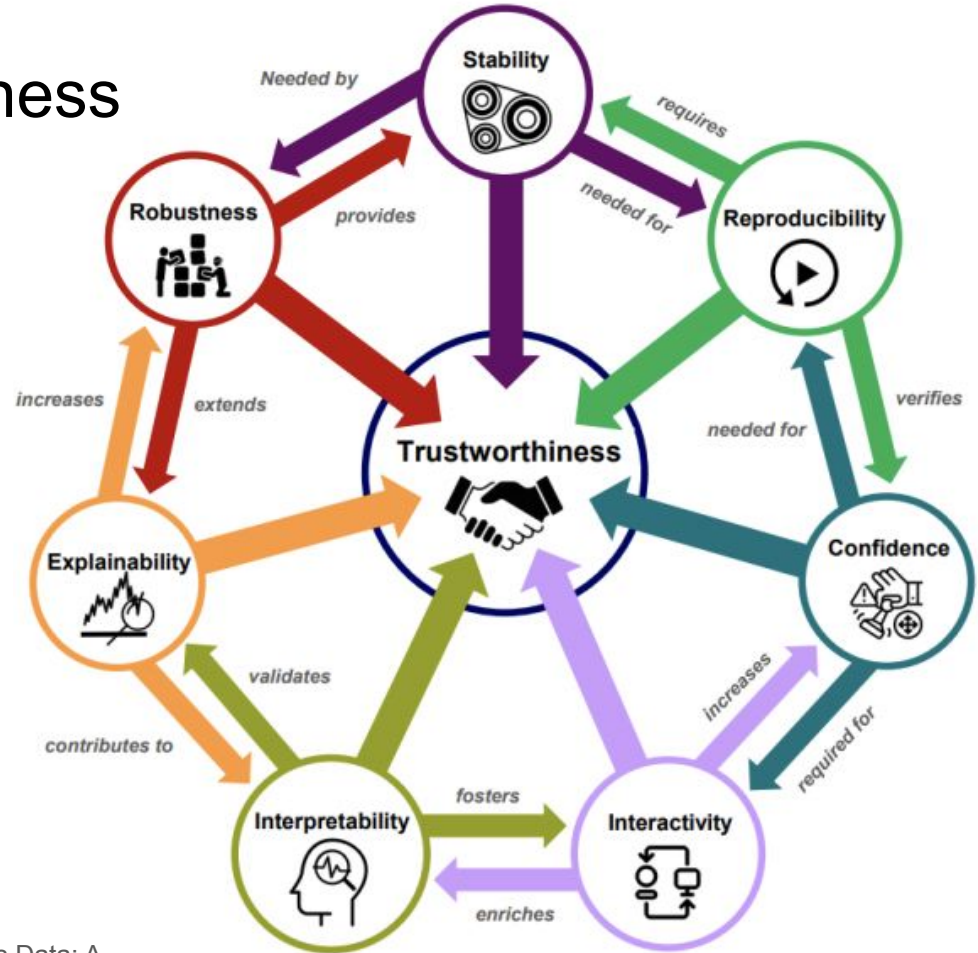 ness
Stability
Needed by
requires
Robustness
provides
needed for
Reproducibility
increases
extends
verifies
needed for
Trustworthiness
Explainability
Confidence
validates
increases
contributes to
required for
fosters
Interpretability
Interactivity
enriches
Data: A